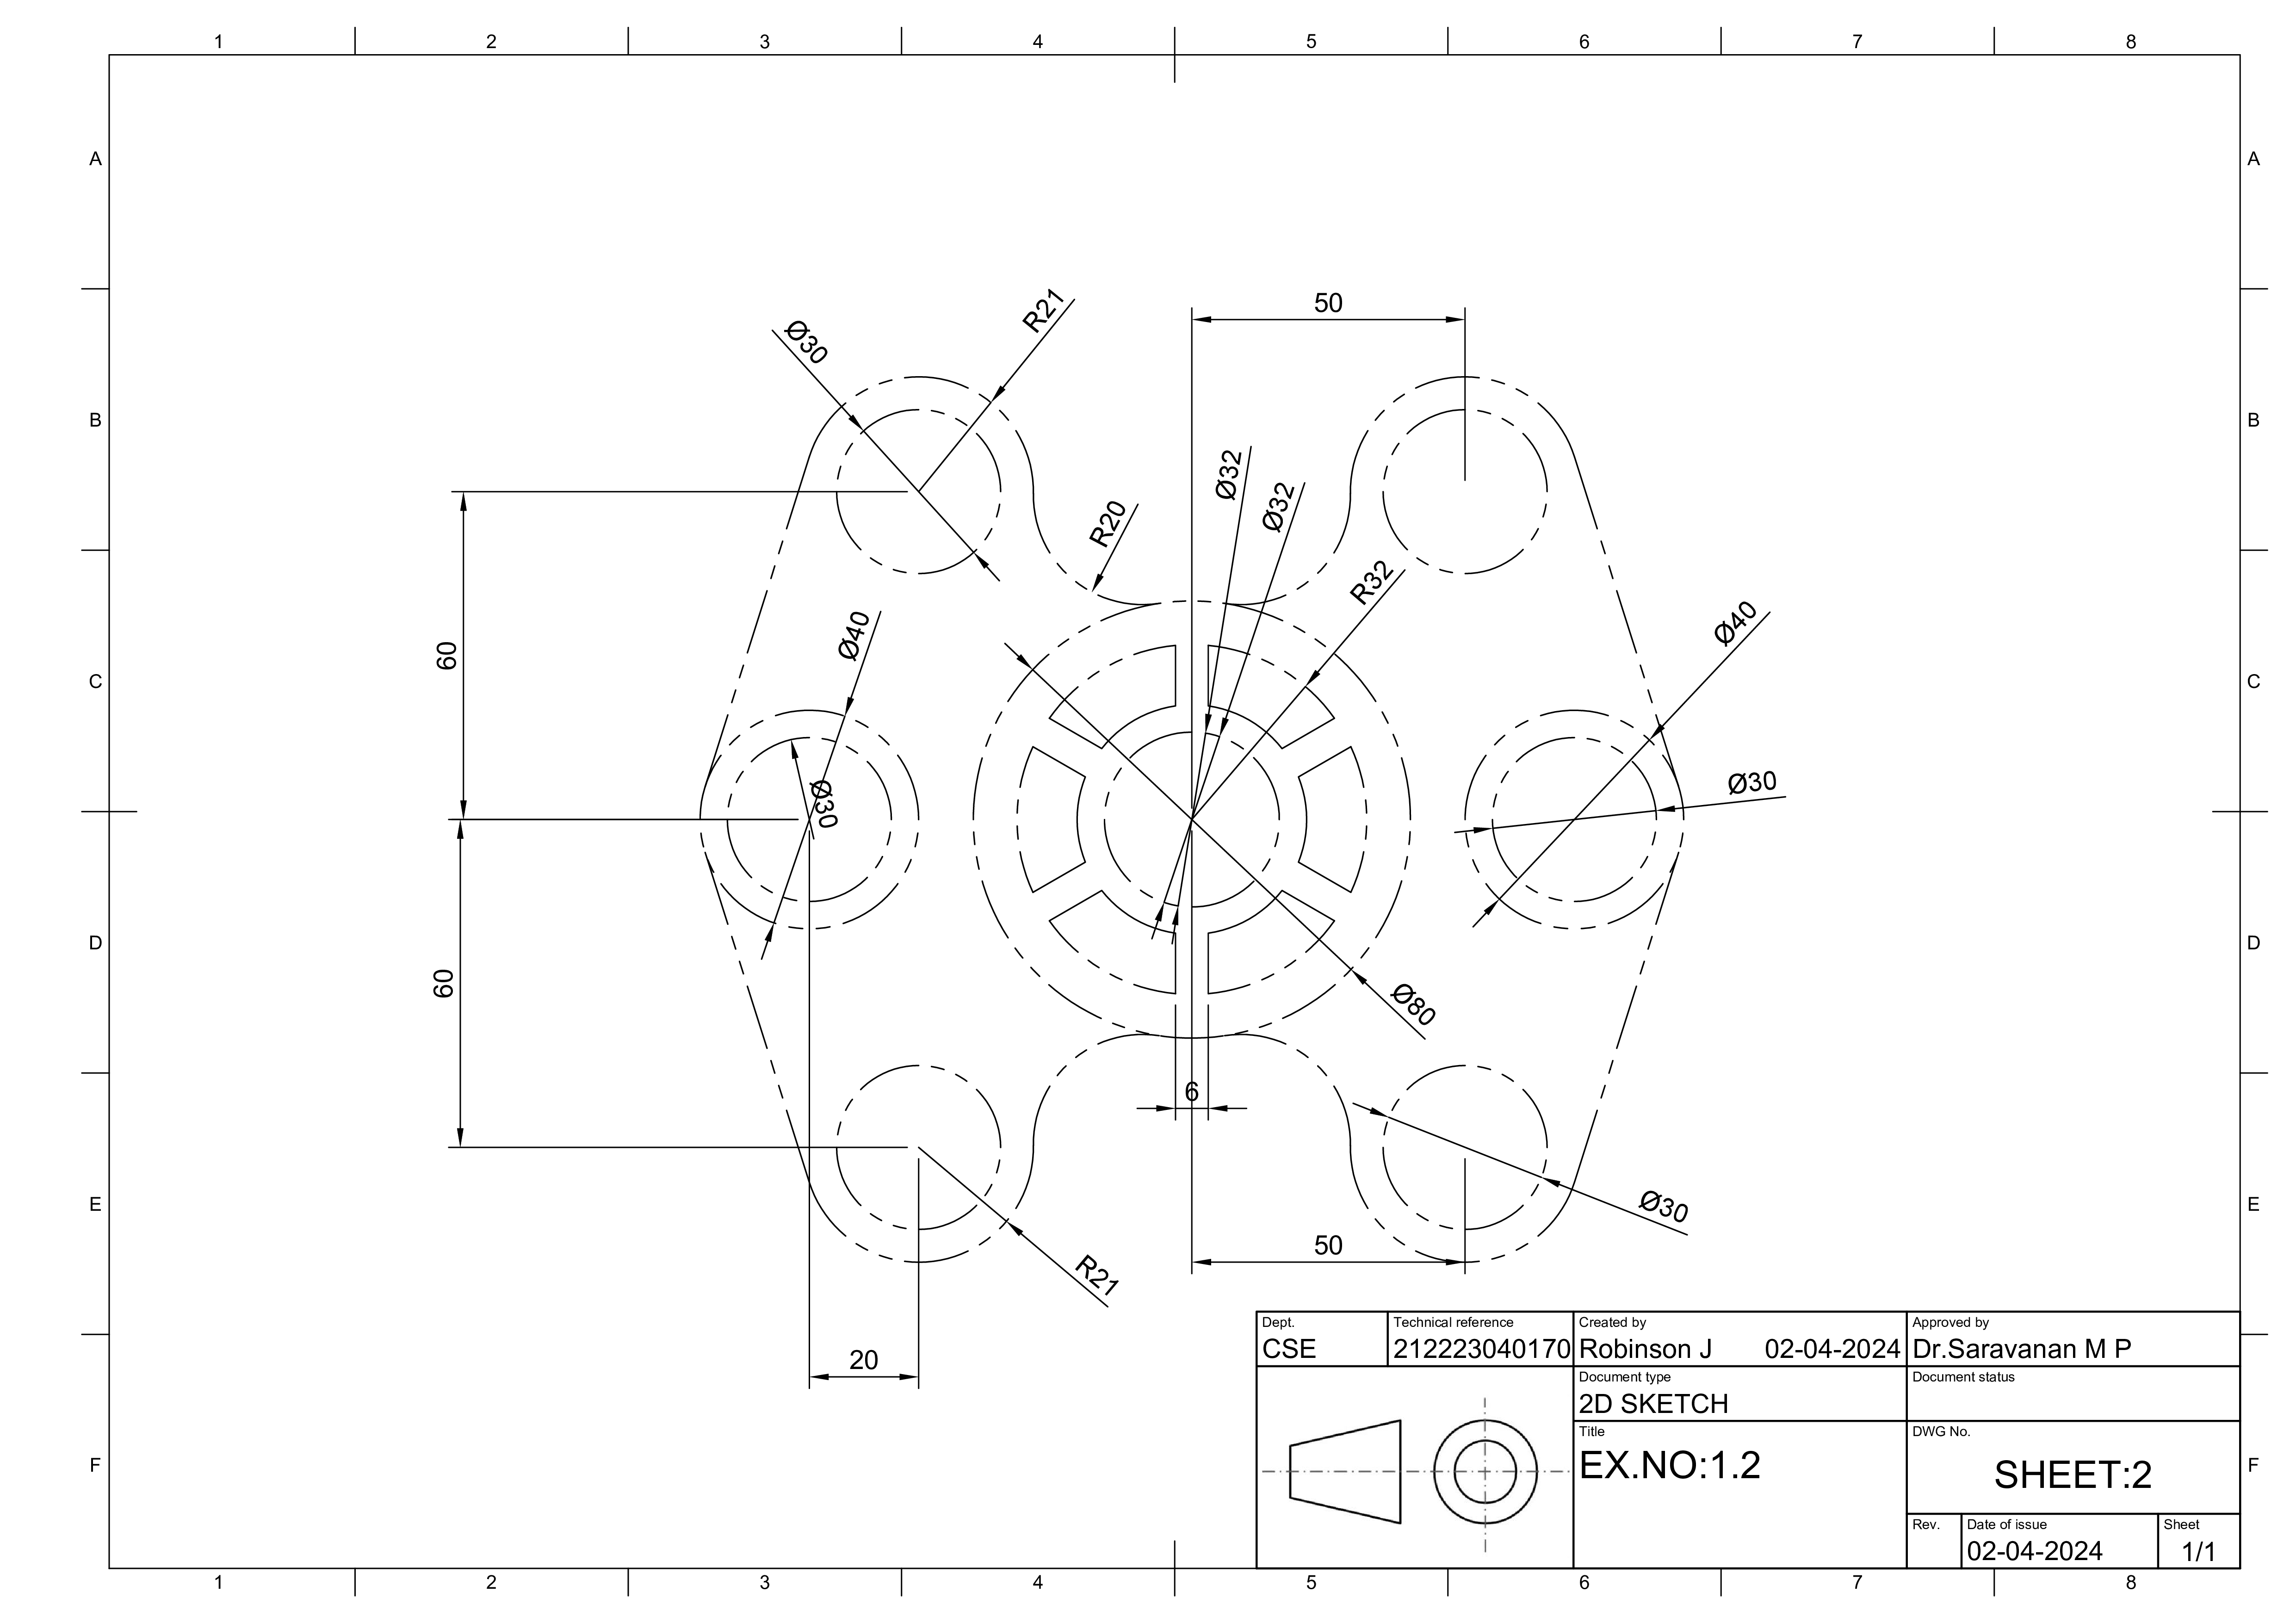 1 2 3 4 5 6 7 8
A A
B B
C C
D D
E E
F F
50
R21
Ø30
Ø32
Ø32
R20
R32
Ø40
Ø40
60
Ø30
Ø30
60
Ø80
6
Ø30
50
R21
20
Dept.
CSE
Technical reference
212223040170
Created by
Robinson J 02-04-2024
Approved by
Dr.Saravanan M P
Document type
2D SKETCH
Document status
Title
EX.NO:1.2
DWG No.
SHEET:2
Rev.
Date of issue
02-04-2024
Sheet
1/1
1 2 3 4 5 6 7 8